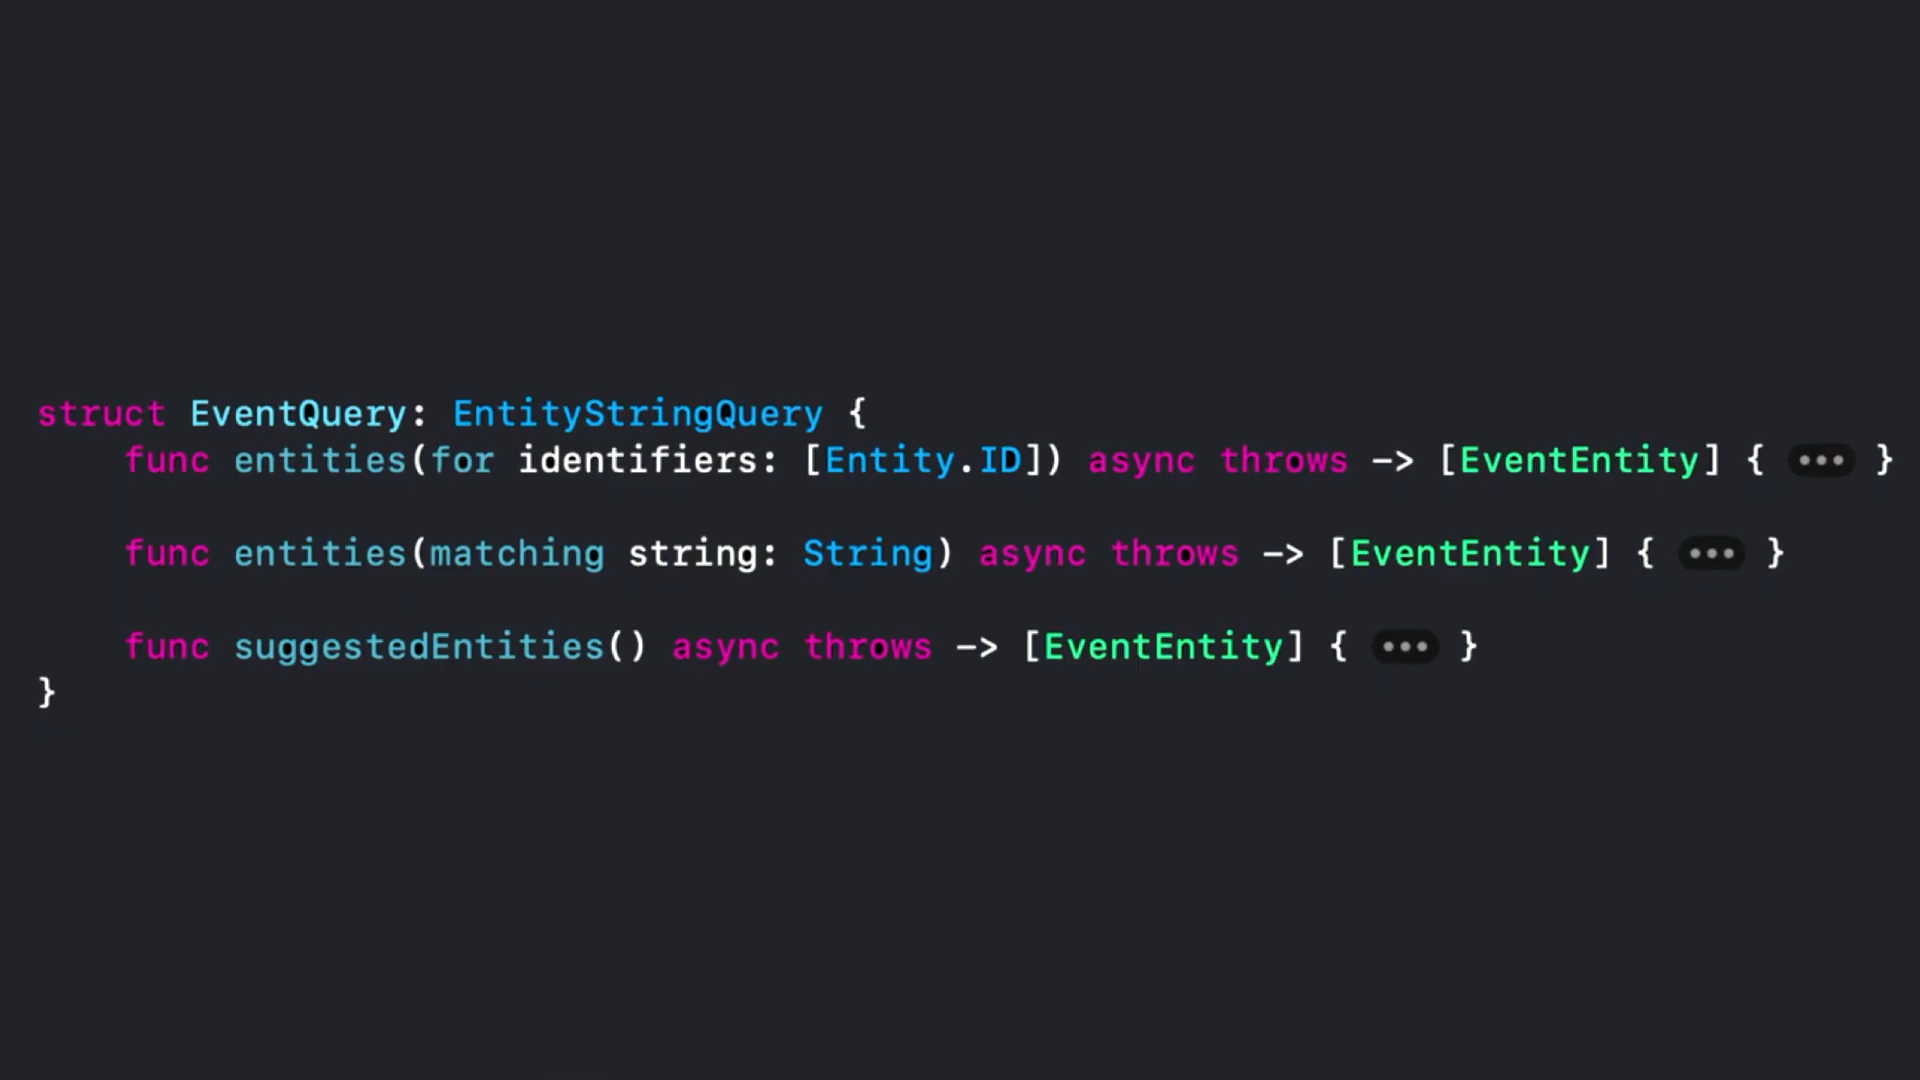 struct EventQuery: EntityStringQuery {
func entities(for identifiers: [Entity.ID]) async throws -> [EventEntity] { ••• }
func entities(matching string: String) async throws -> [EventEntity] { ••• }
func suggestedEntities() async throws -> [EventEntity] { ••• }
}